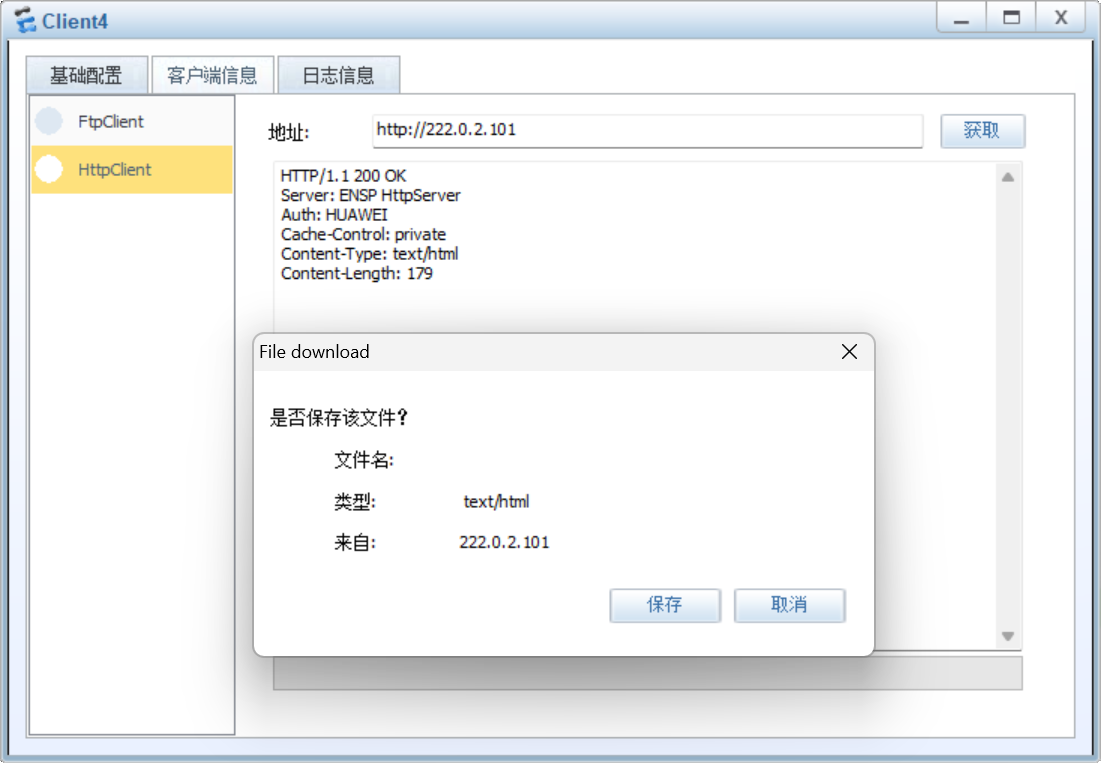 Client4
基础配置 客户端信息 日志信息
FtpClient
HttpClient
地址: http://222.0.2.101 获取
HTTP/1.1 200 OK
Server: ENSP HttpServer
Auth: HUAWEI
Cache-Control: private
Content-Type: text/html
Content-Length: 179
File download
是否保存该文件?
文件名:
类型: text/html
来自: 222.0.2.101
保存 取消